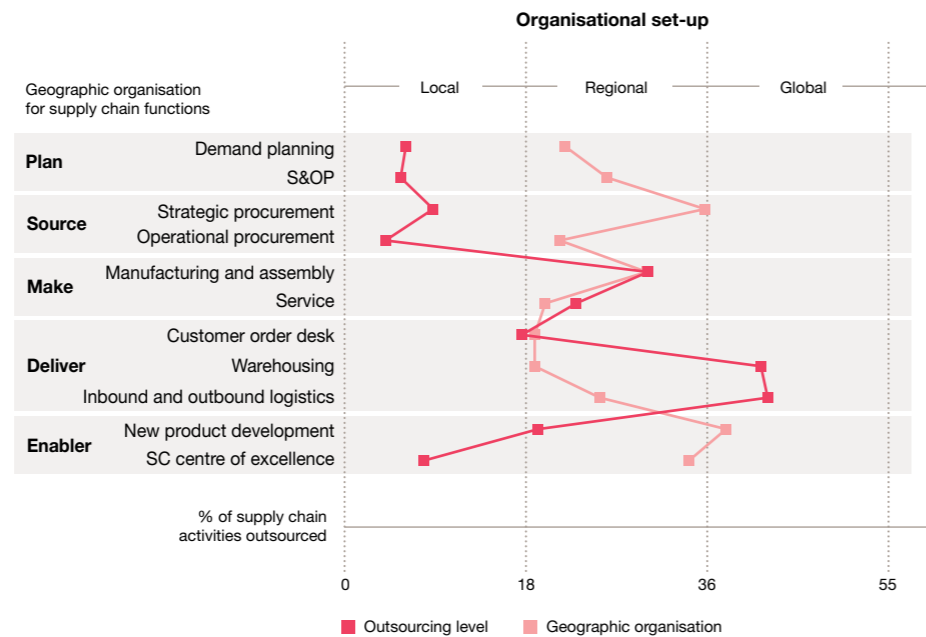 Organisational set-up
Geographic organisation
for supply chain functions
Local
Regional
Global
Plan
Demand planning
S&OP
Source
Strategic procurement
Operational procurement
Make
Manufacturing and assembly
Service
Deliver
Customer order desk
Warehousing
Inbound and outbound logistics
Enabler
New product development
SC centre of excellence
% of supply chain
activities outsourced
0 18 36 55
Outsourcing level
Geographic organisation